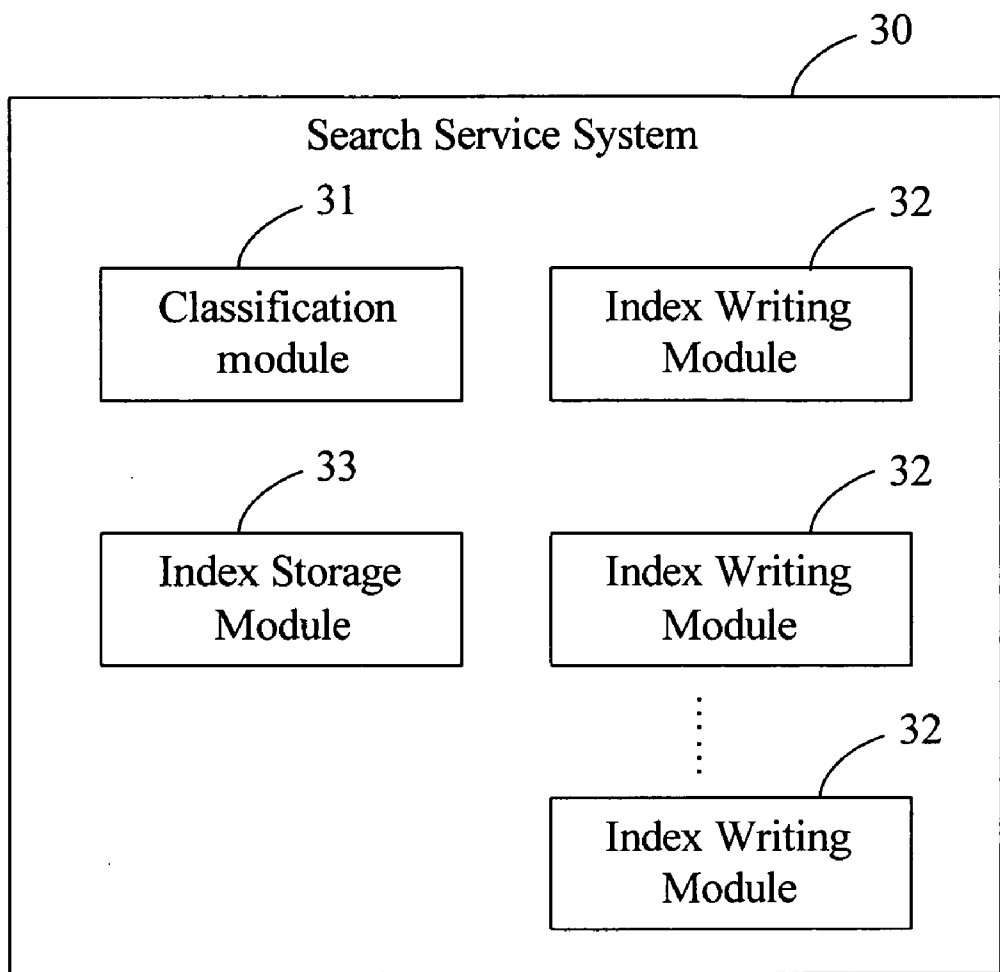 30
Search Service System
31
Classification
module
32
Index Writing
Module
33
Index Storage
Module
32
Index Writing
Module
32
Index Writing
Module